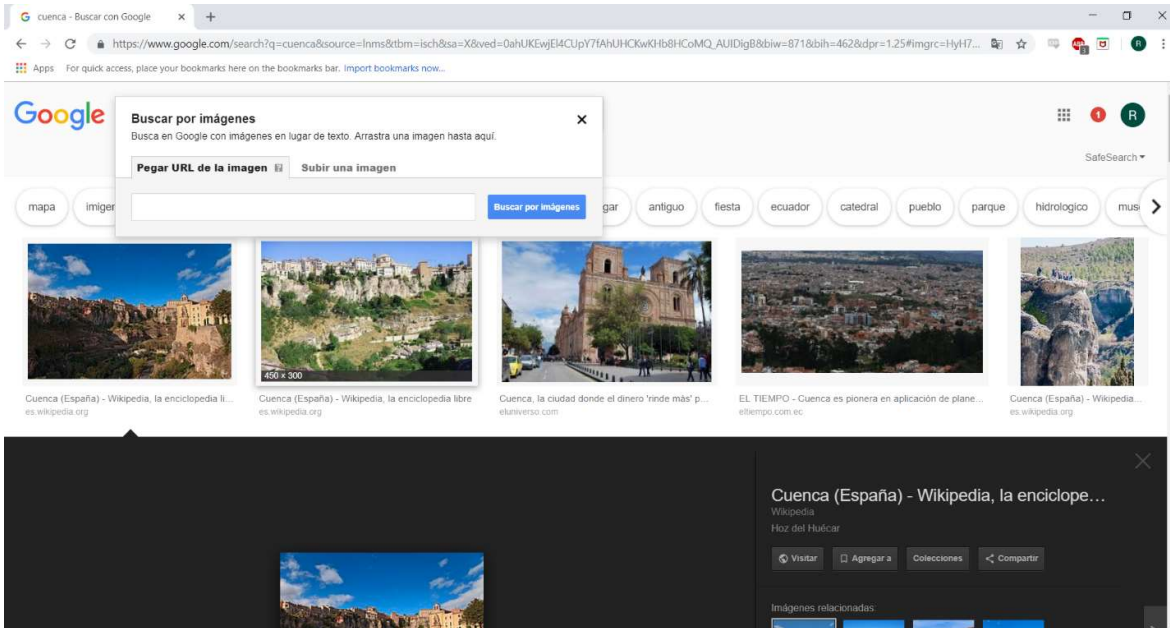 cuenca - Buscar con Google
https://www.google.com/search?q=cuenca&source=lnms&tbm=isch&sa=X&ved=0ahUKEwjEl4CUpY7fAhUHCKwKHb8HCoMQ_AUIDigB&biw=871&bih=462&dpr=1.25#imgrc=HyH7...
Apps For quick access, place your bookmarks here on the bookmarks bar. Import bookmarks now...
Google
Buscar por imágenes
Busca en Google con imágenes en lugar de texto. Arrastra una imagen hasta aquí.
Pegar URL de la imagen Subir una imagen
Buscar por imágenes
1 R
SafeSearch
mapa imiger gar antiguo fiesta ecuador catedral pueblo parque hidrologico mus
450 x 300
Cuenca (España) - Wikipedia, la enciclopedia li...
es.wikipedia.org
Cuenca (España) - Wikipedia, la enciclopedia libre
es.wikipedia.org
Cuenca, la ciudad donde el dinero 'rinde más' p...
eluniverso.com
EL TIEMPO - Cuenca es pionera en aplicación de plane...
eltiempo.com.ec
Cuenca (España) - Wikipedia...
es.wikipedia.org
Cuenca (España) - Wikipedia, la enciclope...
Wikipedia
Hoz del Huécar
Visitar Agregar a Colecciones Compartir
Imágenes relacionadas: